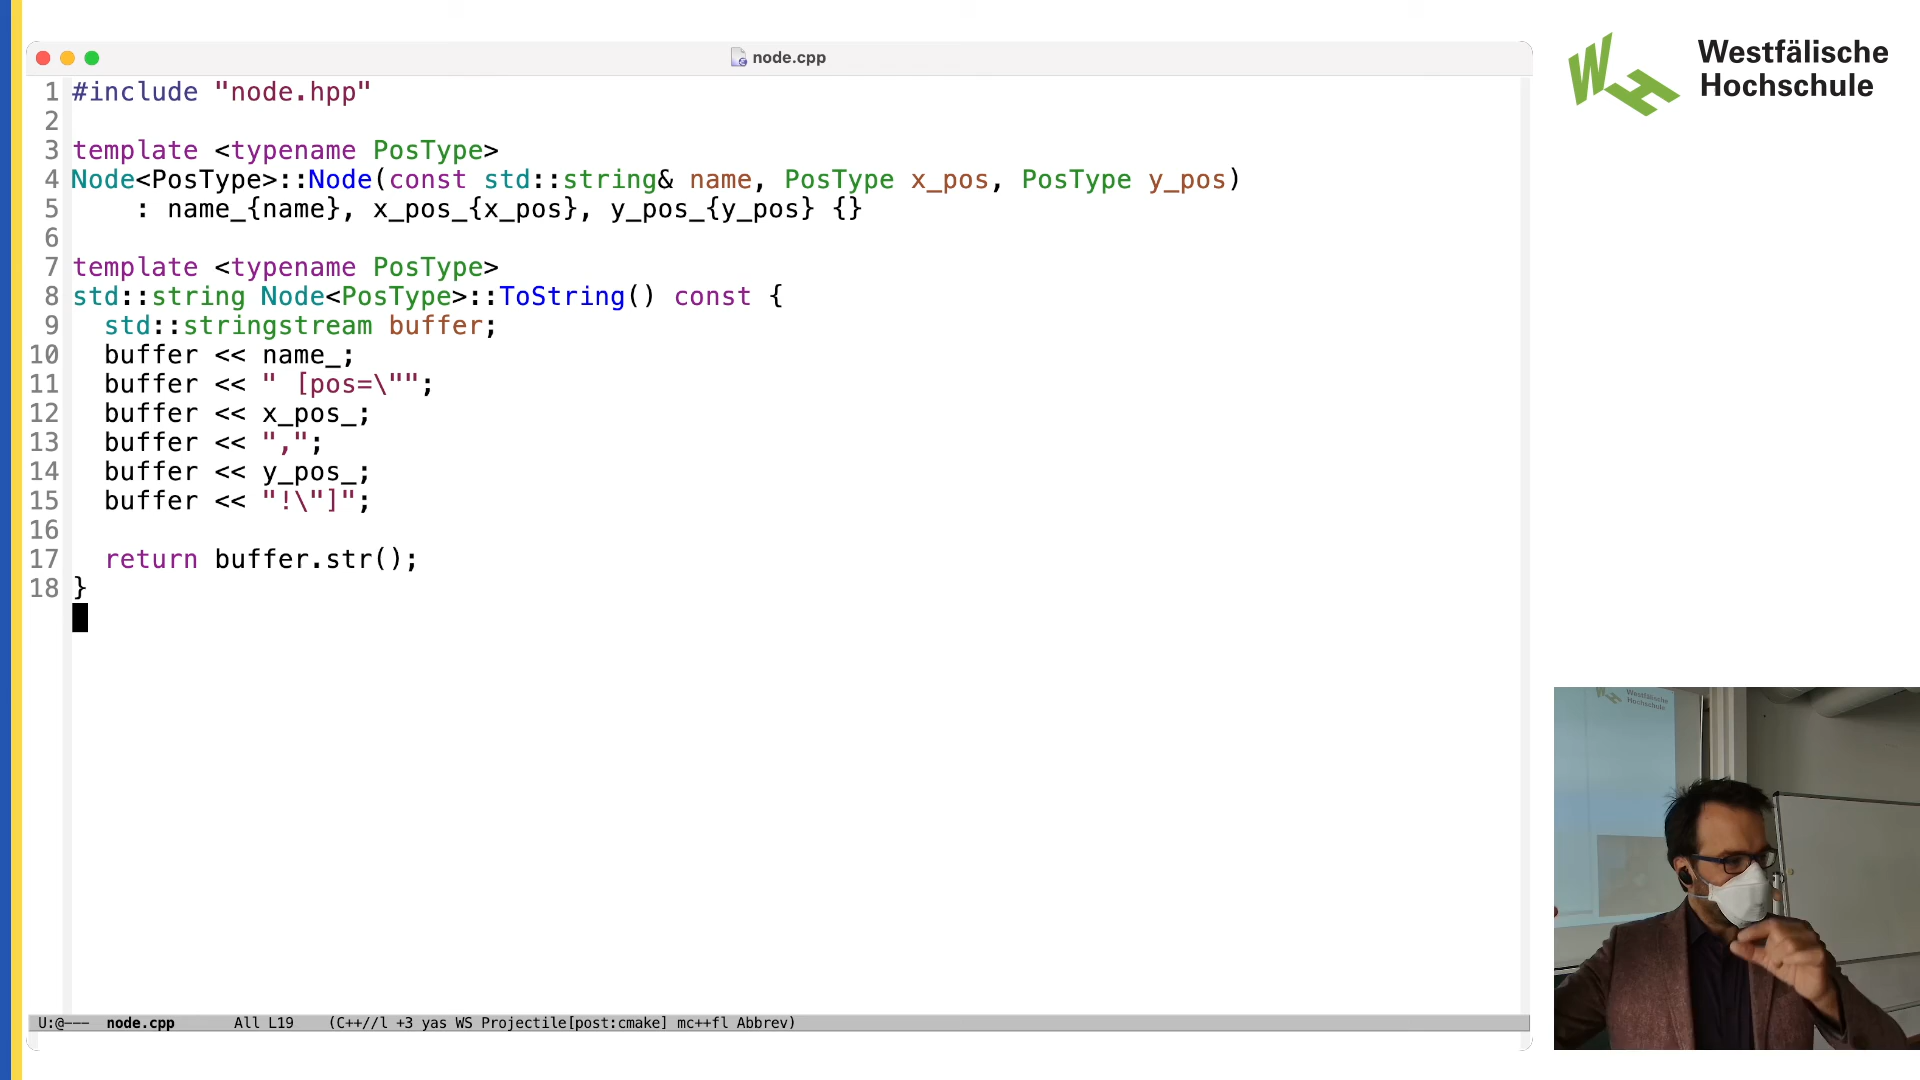 node.cpp
Westfälische
Hochschule
1 #include "node.hpp"
2
3 template <typename PosType>
4 Node<PosType>::Node(const std::string& name, PosType x_pos, PosType y_pos)
5     : name_{name}, x_pos_{x_pos}, y_pos_{y_pos} {}
6
7 template <typename PosType>
8 std::string Node<PosType>::ToString() const {
9   std::stringstream buffer;
10   buffer << name_;
11   buffer << " [pos=\"";
12   buffer << x_pos_;
13   buffer << ",";
14   buffer << y_pos_;
15   buffer << "!\"]";
16
17   return buffer.str();
18 }
U:@--- node.cpp All L19 (C++//l +3 yas WS Projectile[post:cmake] mc++fl Abbrev)
Westfälische
Hochschule